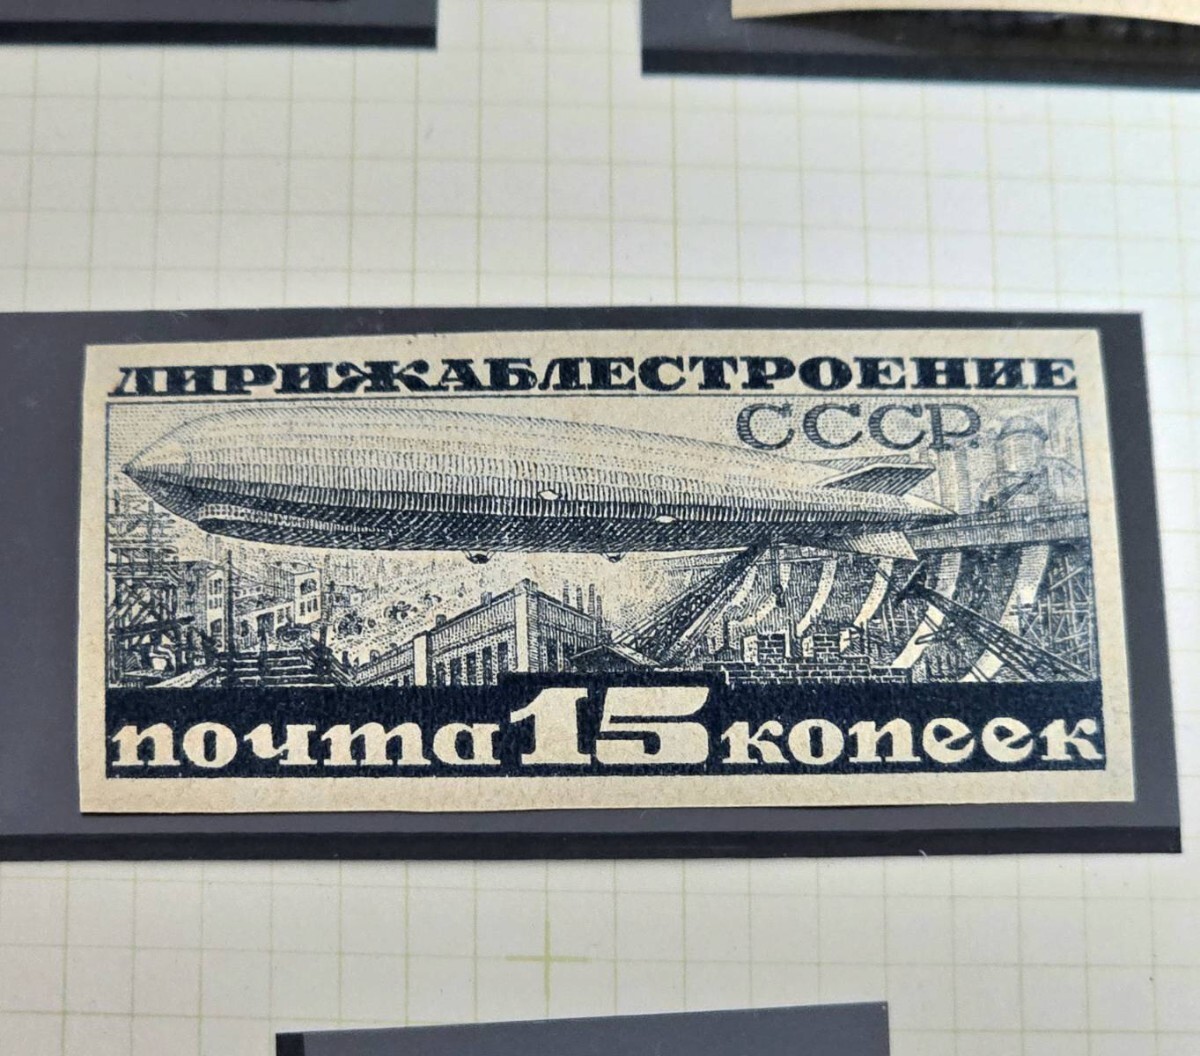 ДИРИЖАБЛЕСТРОЕНИЕ
СССР.
почта 15 копеек